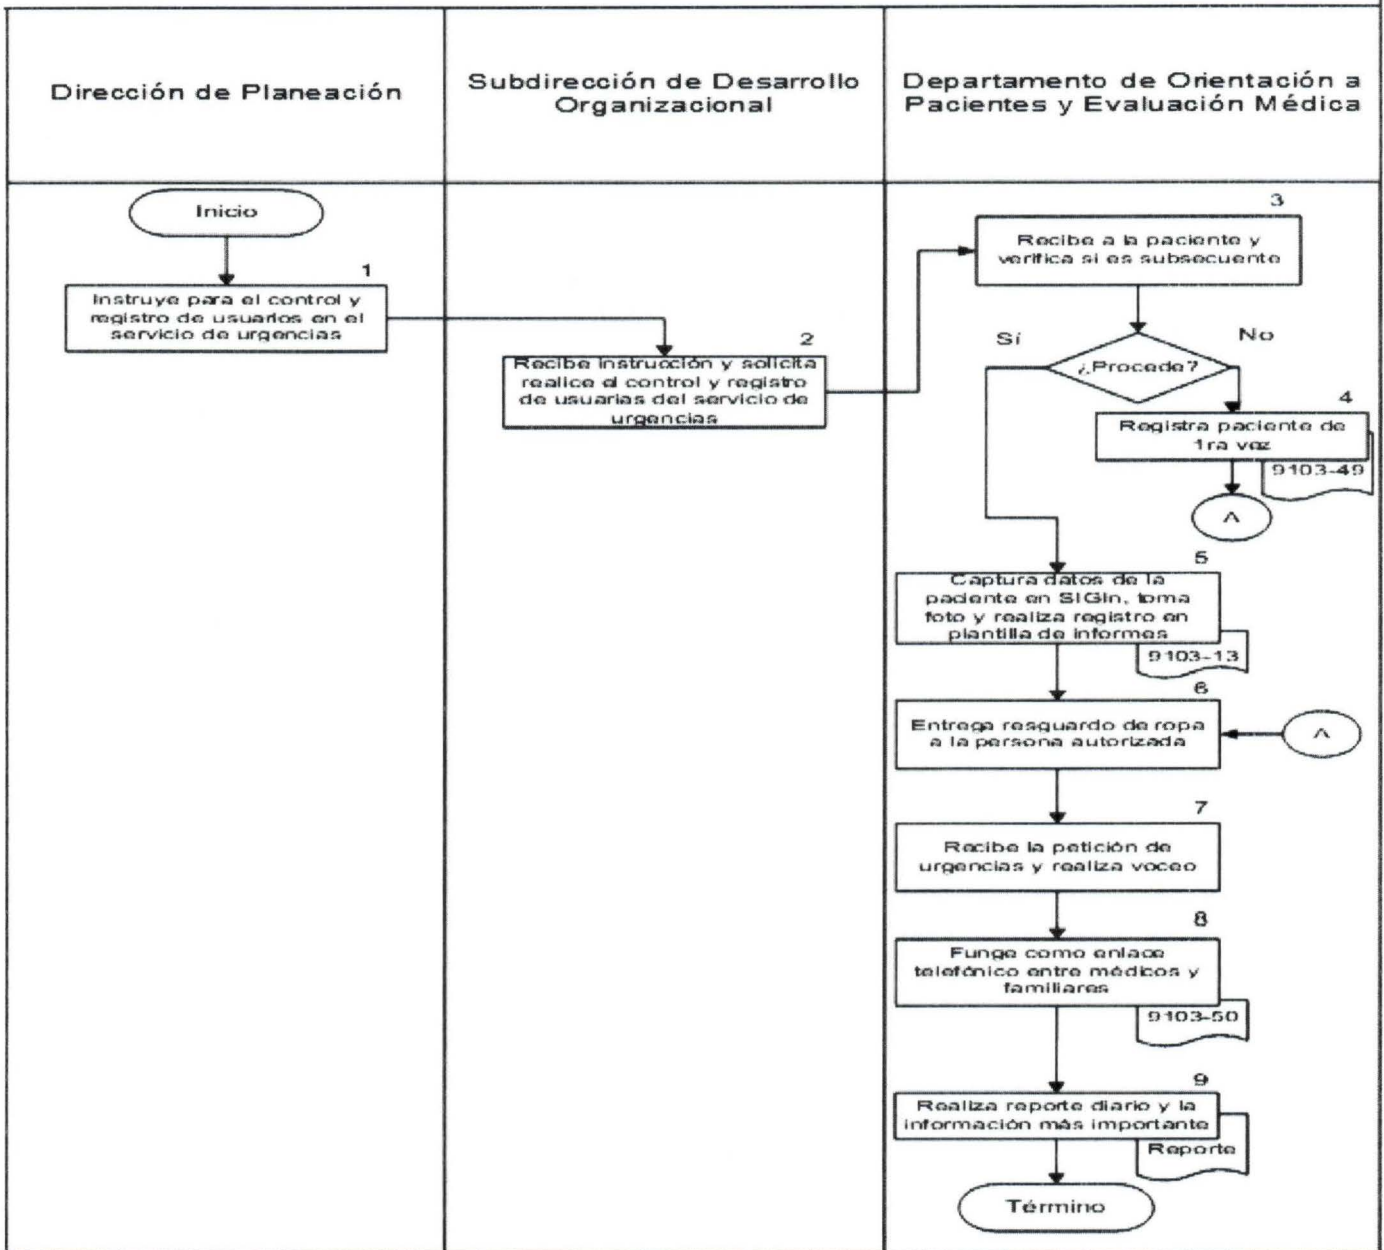 Dirección de Planeación
Subdirección de Desarrollo
Organizacional
Departamento de Orientación a
Pacientes y Evaluación Médica
Inicio
1
Instruye para el control y
registro de usuarios en el
servicio de urgencias
2
Recibe instrucción y solicita
realice el control y registro
de usuarias del servicio de
urgencias
3
Recibe a la paciente y
verifica si es subsecuente
Sí
No
¿Procede?
4
Registra paciente de
1ra vez
9103-49
A
5
Captura datos de la
paciente en SIGIn, toma
foto y realiza registro en
plantilla de informes
9103-13
6
Entrega resguardo de ropa
a la persona autorizada
A
7
Recibe la petición de
urgencias y realiza voceo
8
Funge como enlace
telefónico entre médicos y
familiares
9103-50
9
Realiza reporte diario y la
información más importante
Reporte
Término